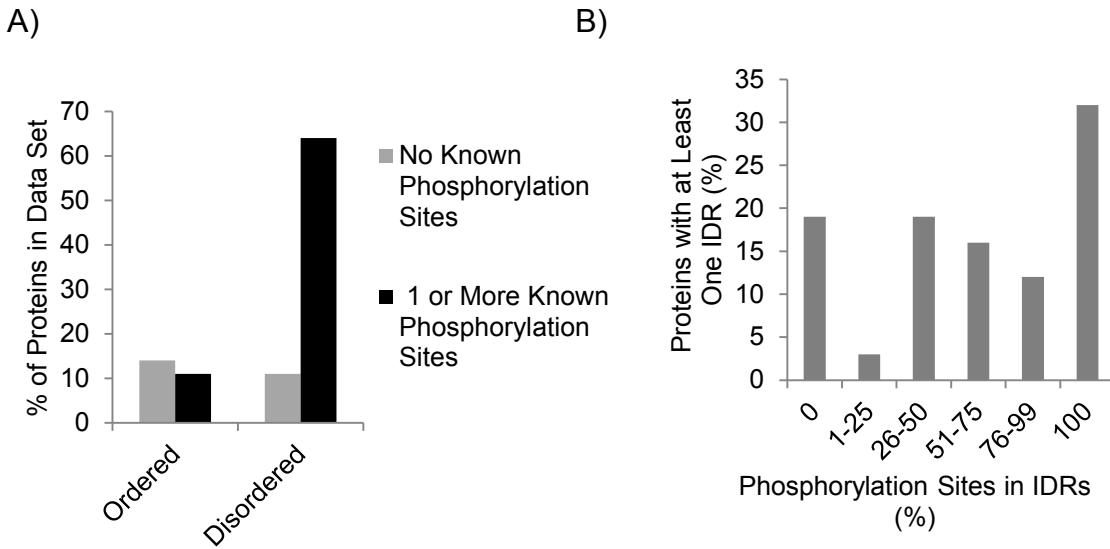 A)
% of Proteins in Data Set
70
60
50
40
30
20
10
0
Ordered
Disordered
No Known
Phosphorylation
Sites
1 or More Known
Phosphorylation
Sites
B)
Proteins with at Least
One IDR (%)
35
30
25
20
15
10
5
0
0
1-25
26-50
51-75
76-99
100
Phosphorylation Sites in IDRs
(%)